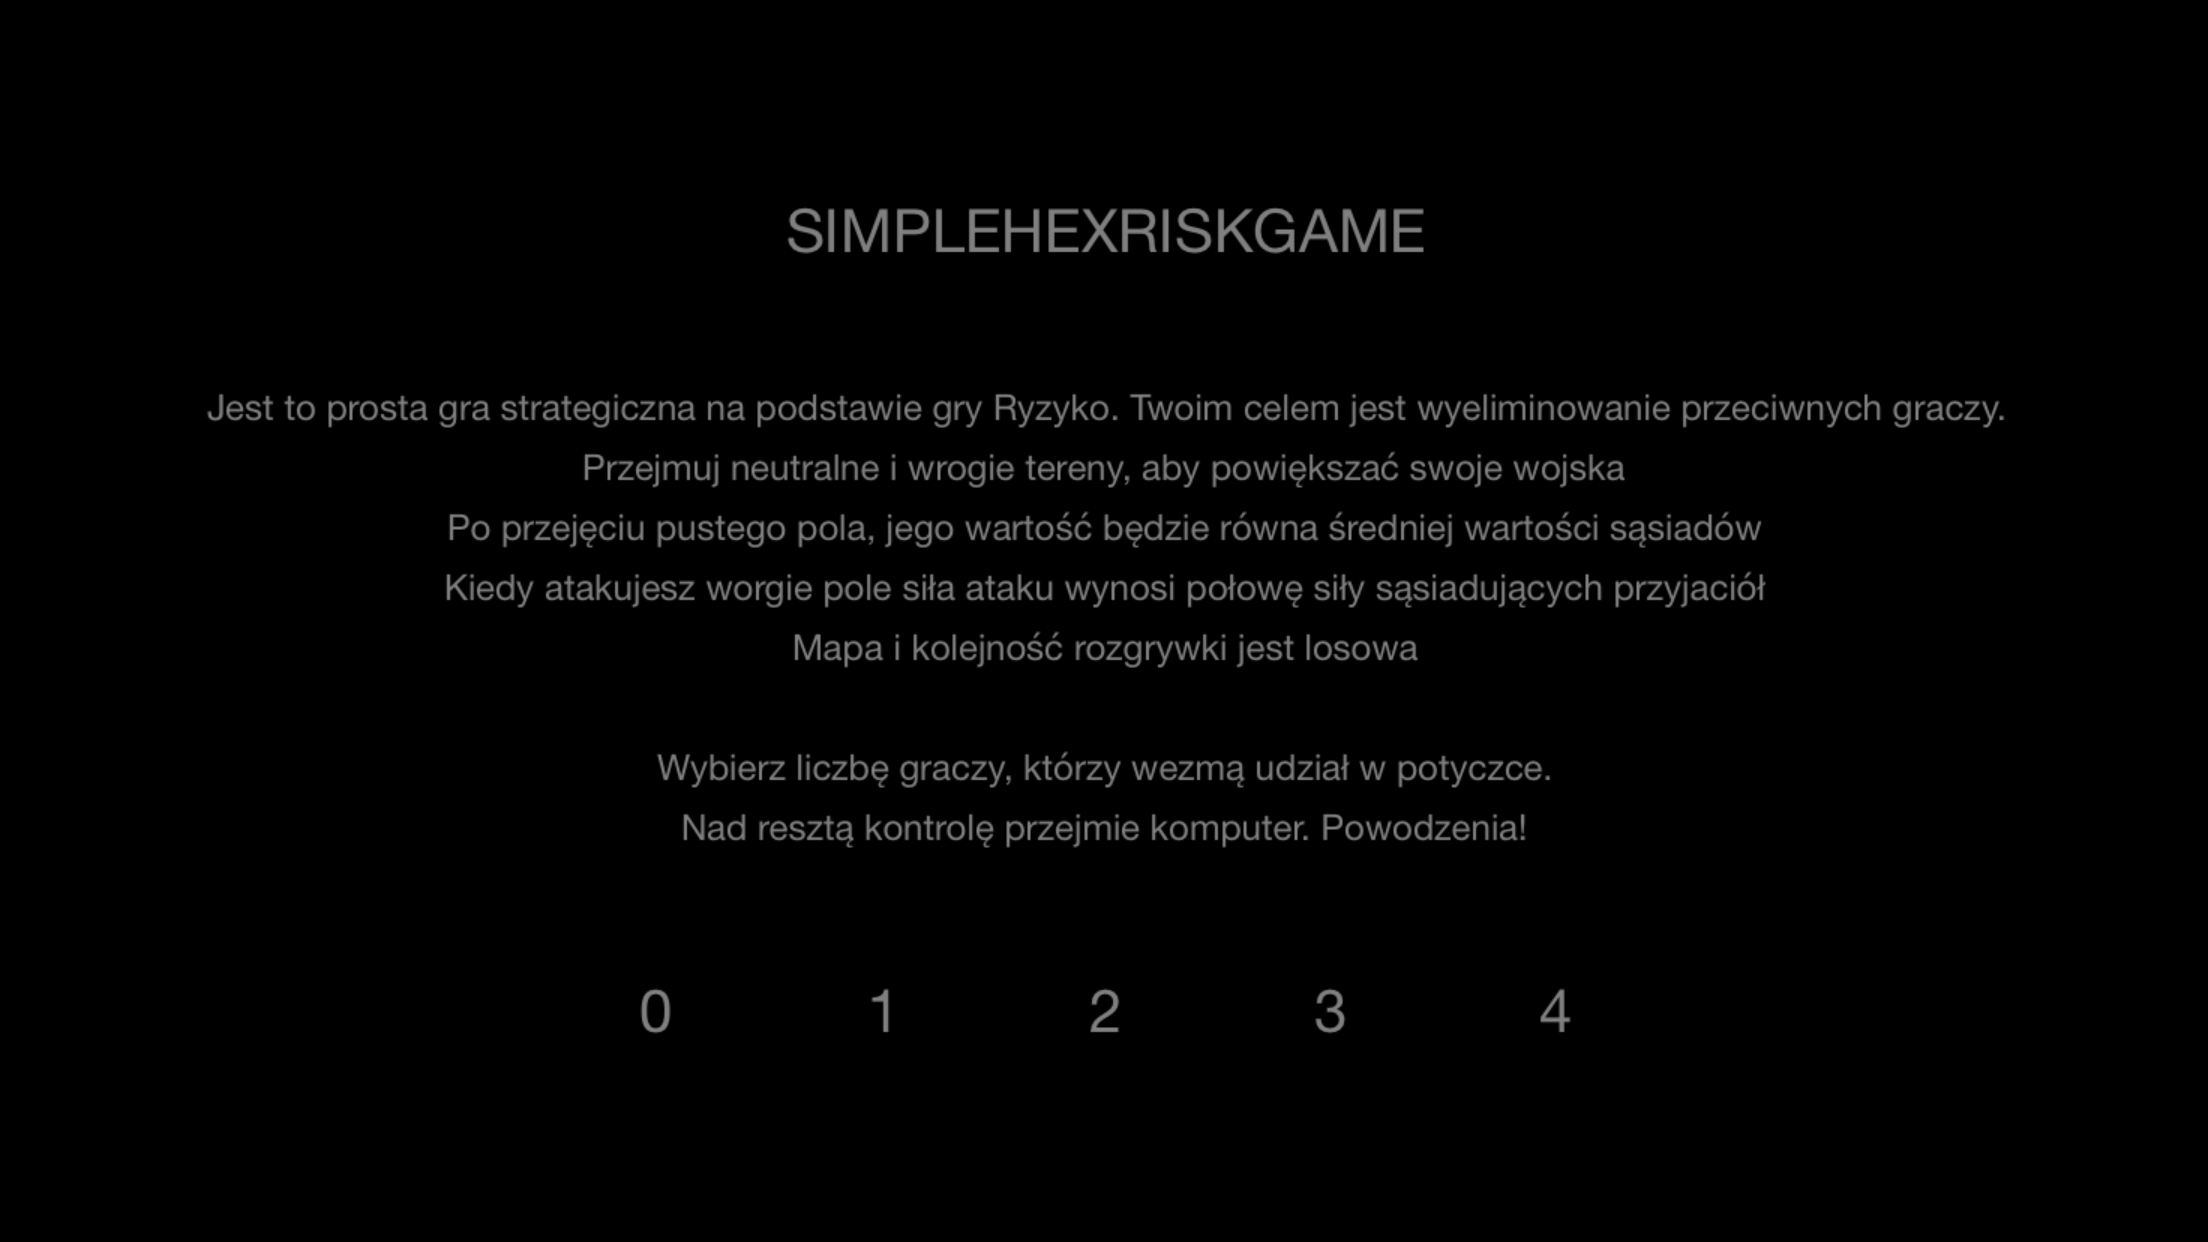 SIMPLEHEXRISKGAME
Jest to prosta gra strategiczna na podstawie gry Ryzyko. Twoim celem jest wyeliminowanie przeciwnych graczy.
Przejmuj neutralne i wrogie tereny, aby powiększać swoje wojska
Po przejęciu pustego pola, jego wartość będzie równa średniej wartości sąsiadów
Kiedy atakujesz worgie pole siła ataku wynosi połowę siły sąsiadujących przyjaciół
Mapa i kolejność rozgrywki jest losowa
Wybierz liczbę graczy, którzy wezmą udział w potyczce.
Nad resztą kontrolę przejmie komputer. Powodzenia!
0 1 2 3 4